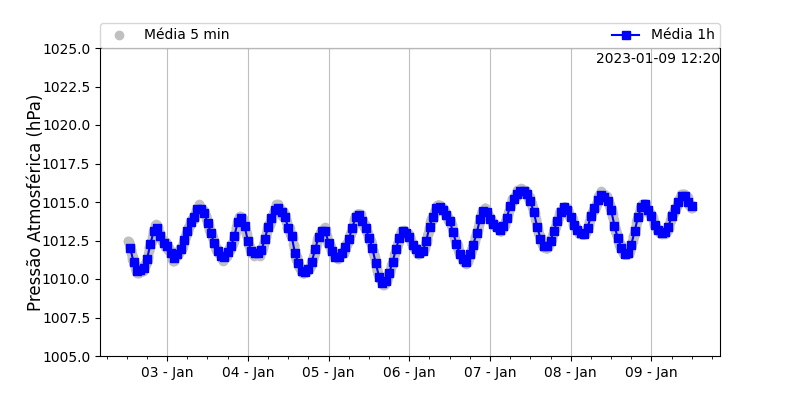 Média 5 min
Média 1h
2023-01-09 12:20
Pressão Atmosférica (hPa)
1025.0
1022.5
1020.0
1017.5
1015.0
1012.5
1010.0
1007.5
1005.0
03 - Jan
04 - Jan
05 - Jan
06 - Jan
07 - Jan
08 - Jan
09 - Jan